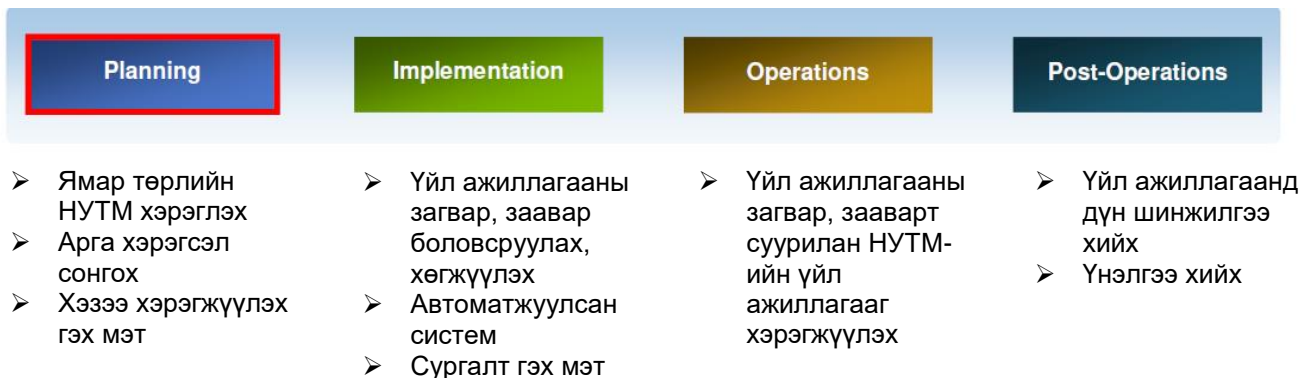 Planning
Implementation
Operations
Post-Operations
➢ Ямар төрлийн
НУТМ хэрэглэх
➢ Арга хэрэгсэл
сонгох
➢ Хэзээ хэрэгжүүлэх
гэх мэт
➢ Үйл ажиллагааны
загвар, заавар
боловсруулах,
хөгжүүлэх
➢ Автоматжуулсан
систем
➢ Сургалт гэх мэт
➢ Үйл ажиллагааны
загвар, зааварт
суурилан НУТМ-
ийн үйл
ажиллагааг
хэрэгжүүлэх
➢ Үйл ажиллагаанд
дүн шинжилгээ
хийх
➢ Үнэлгээ хийх